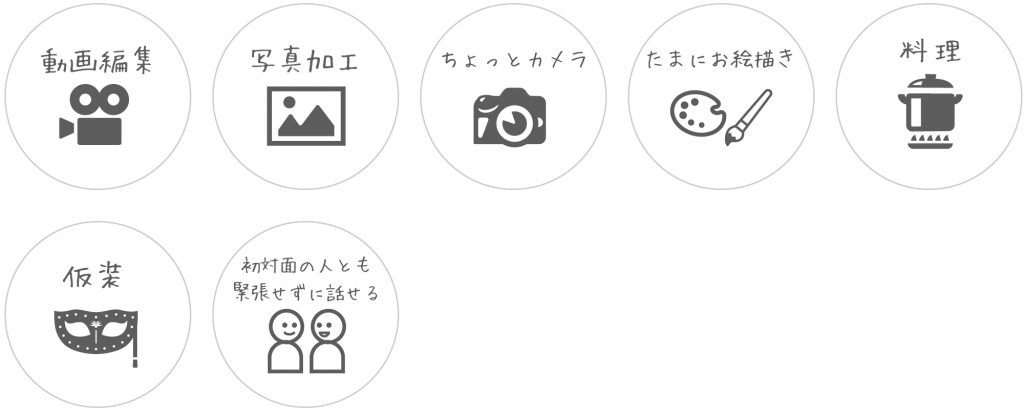 動画編集
写真加工
ちょっとカメラ
たまにお絵描き
料理
仮装
初対面の人とも
緊張せずに話せる